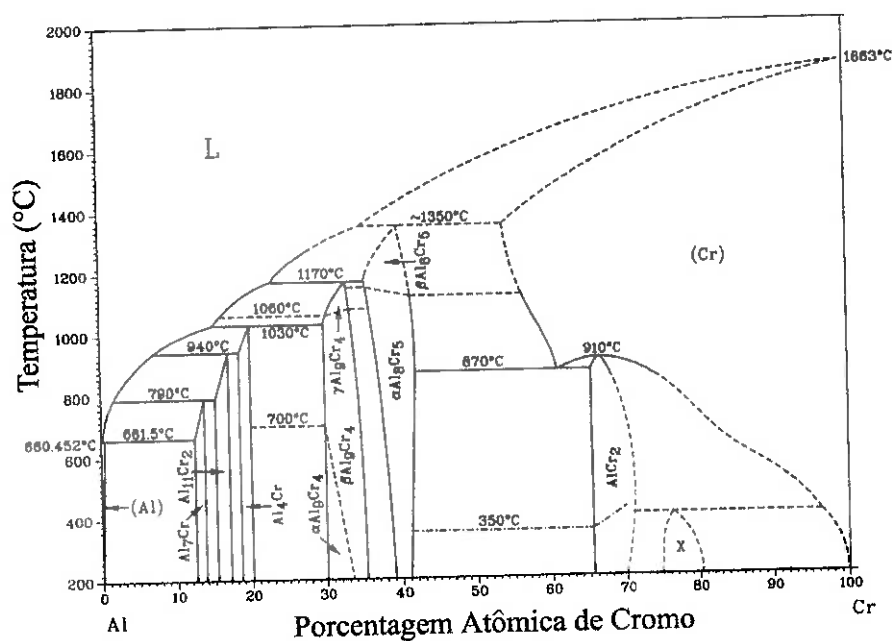 Temperatura (°C)
2000
1800
1600
1400
1200
1000
800
600
400
200
660.452°C
L
1863°C
~1350°C
βAl₈Cr₅
(Cr)
1170°C
1060°C
1030°C
940°C
910°C
γAl₉Cr₄
αAl₈Cr₅
870°C
790°C
700°C
661.5°C
Al₁₁Cr₂
βAl₉Cr₄
AlCr₂
(Al)
Al₇Cr
Al₄Cr
αAl₉Cr₄
350°C
X
0
10
20
30
40
50
60
70
80
90
100
Al
Porcentagem Atômica de Cromo
Cr